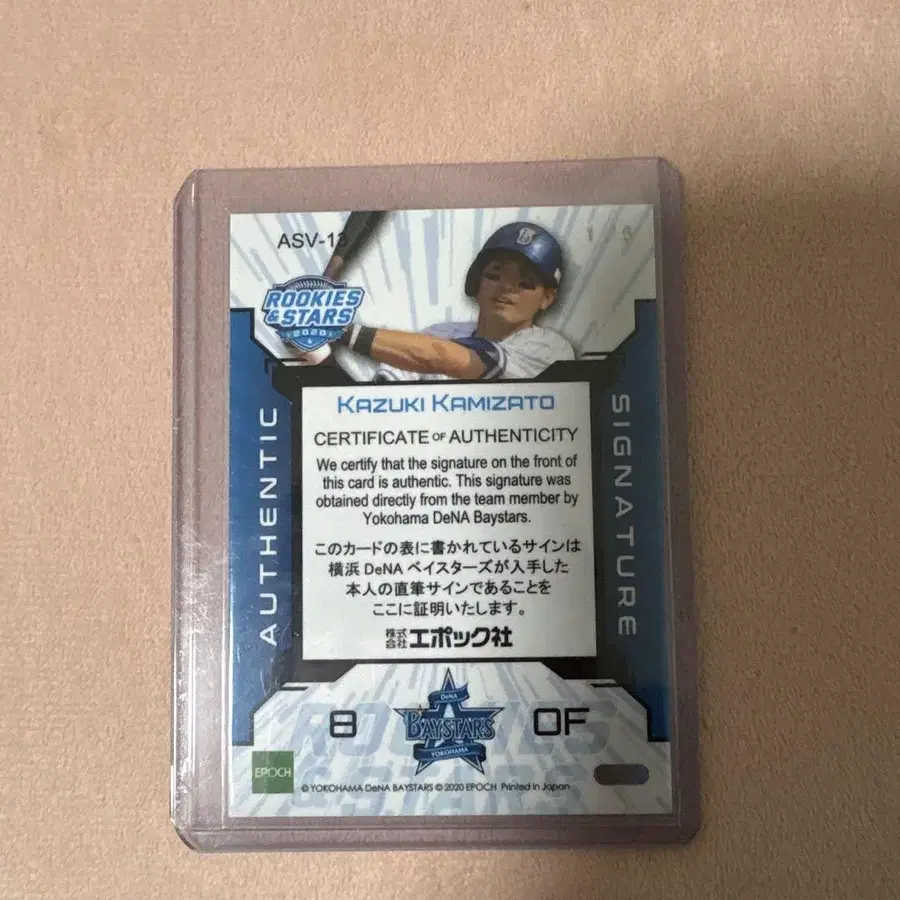 ASV-13
ROOKIES
& STARS
2020
AUTHENTIC
KAZUKI KAMIZATO
CERTIFICATE OF AUTHENTICITY
We certify that the signature on the front of
this card is authentic. This signature was
obtained directly from the team member by
Yokohama DeNA Baystars.
このカードの表に書かれているサインは
横浜 DeNA ベイスターズが入手した
本人の直筆サインであることを
ここに証明いたします。
株式会社エポック社
SIGNATURE
ROOKIES
& STARS
8
DeNA
BAYSTARS
YOKOHAMA
OF
EPOCH
© YOKOHAMA DeNA BAYSTARS © 2020 EPOCH Printed in Japan